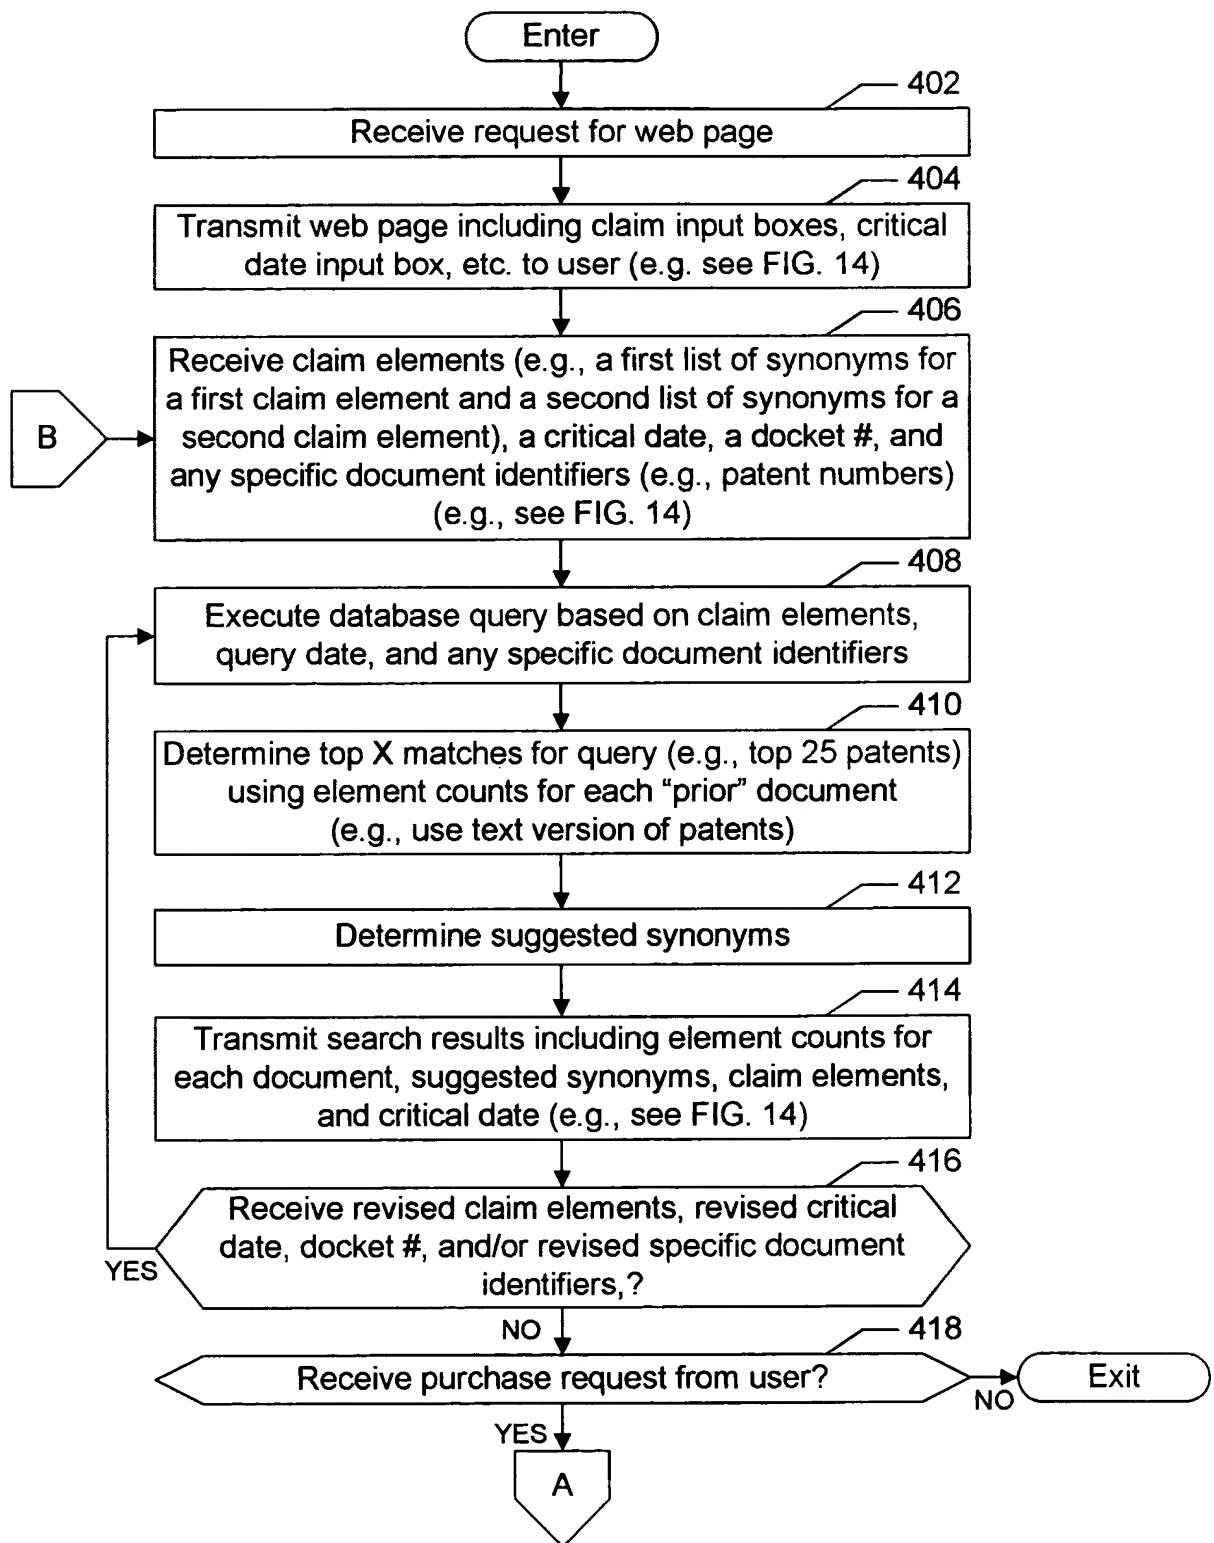 Enter
402
Receive request for web page
404
Transmit web page including claim input boxes, critical
date input box, etc. to user (e.g. see FIG. 14)
406
Receive claim elements (e.g., a first list of synonyms for
a first claim element and a second list of synonyms for a
second claim element), a critical date, a docket #, and
any specific document identifiers (e.g., patent numbers)
(e.g., see FIG. 14)
B
408
Execute database query based on claim elements,
query date, and any specific document identifiers
410
Determine top X matches for query (e.g., top 25 patents)
using element counts for each “prior” document
(e.g., use text version of patents)
412
Determine suggested synonyms
414
Transmit search results including element counts for
each document, suggested synonyms, claim elements,
and critical date (e.g., see FIG. 14)
416
Receive revised claim elements, revised critical
date, docket #, and/or revised specific document
identifiers,?
YES
NO
418
Receive purchase request from user?
NO
Exit
YES
A